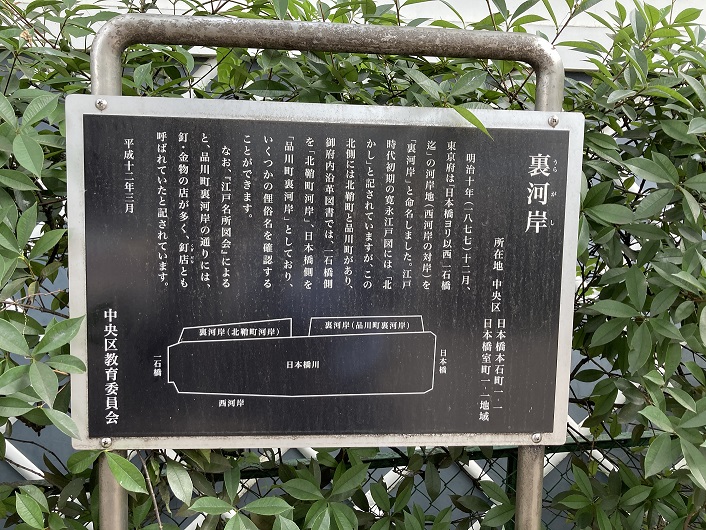 裏河岸
うらがし
所在地 中央区 日本橋本石町一-二
日本橋室町一-一地域
明治十年(一八七七)十二月、
東京府は「日本橋ヨリ以西一石橋
迄」の河岸地(西河岸の対岸)を
「裏河岸」と命名しました。江戸
時代初期の寛永江戸図には「北
かし」と記されていますが、この
北側には北鞘町と品川町があり、
御府内沿革図書では、一石橋側
を「北鞘町河岸」、日本橋側を
「品川町裏河岸」としており、
いくつかの俚俗名を確認する
ことができます。
なお、『江戸名所図会』による
と、品川町裏河岸の通りには、
釘・金物の店が多く、釘店とも
呼ばれていたと記されています。
平成十二年三月
中央区教育委員会
裏河岸(北鞘町河岸)
裏河岸(品川町裏河岸)
一石橋
日本橋川
日本橋
西河岸